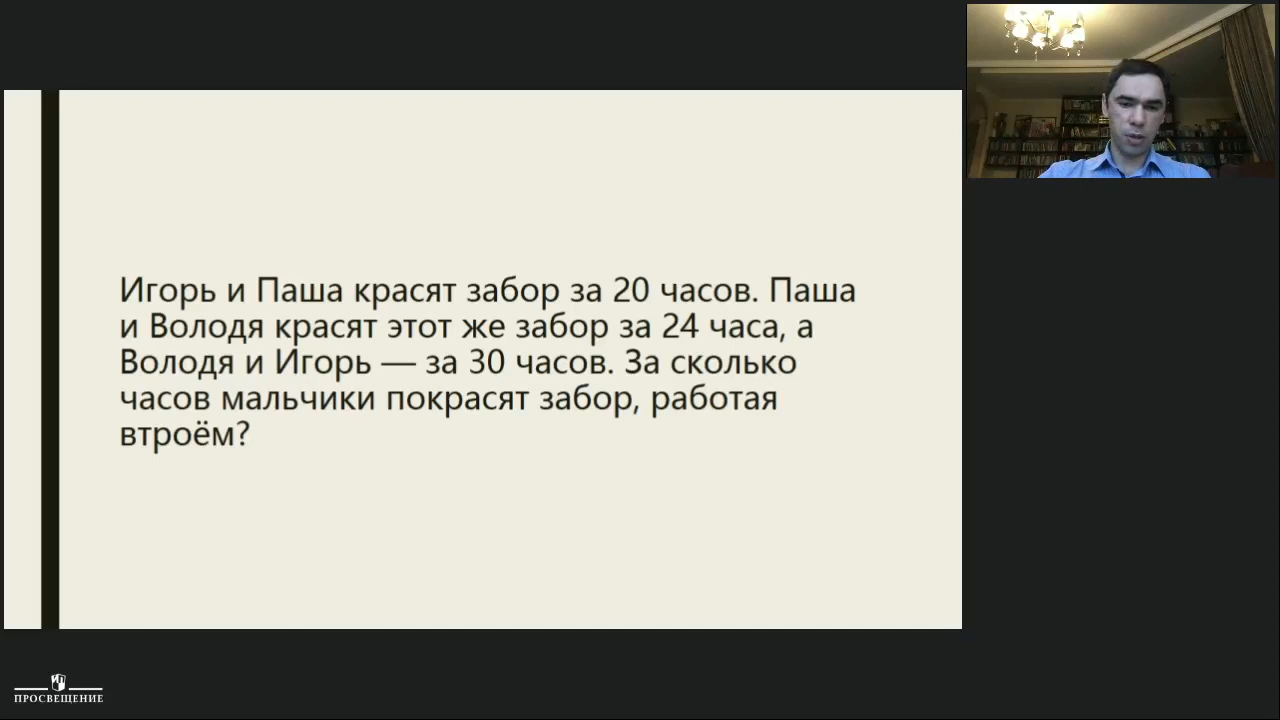 Игорь и Паша красят забор за 20 часов. Паша
и Володя красят этот же забор за 24 часа, а
Володя и Игорь — за 30 часов. За сколько
часов мальчики покрасят забор, работая
втроём?
ПРОСВЕЩЕНИЕ